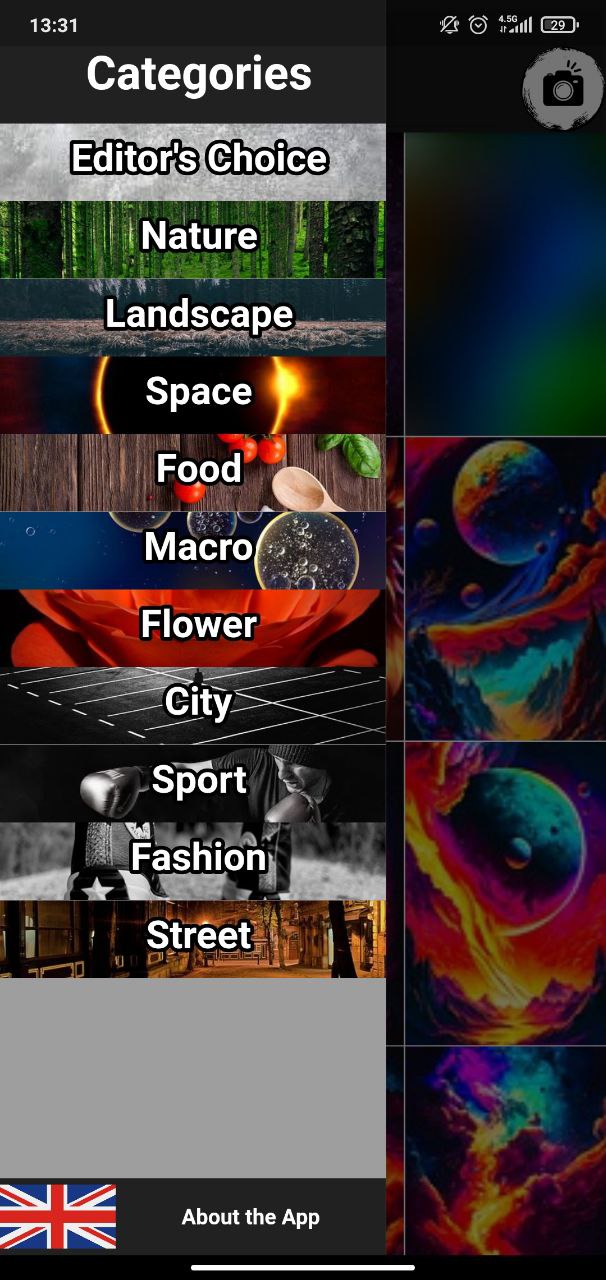 13:31
4.5G
29
Categories
Editor's Choice
Nature
Landscape
Space
Food
Macro
Flower
City
Sport
Fashion
Street
About the App